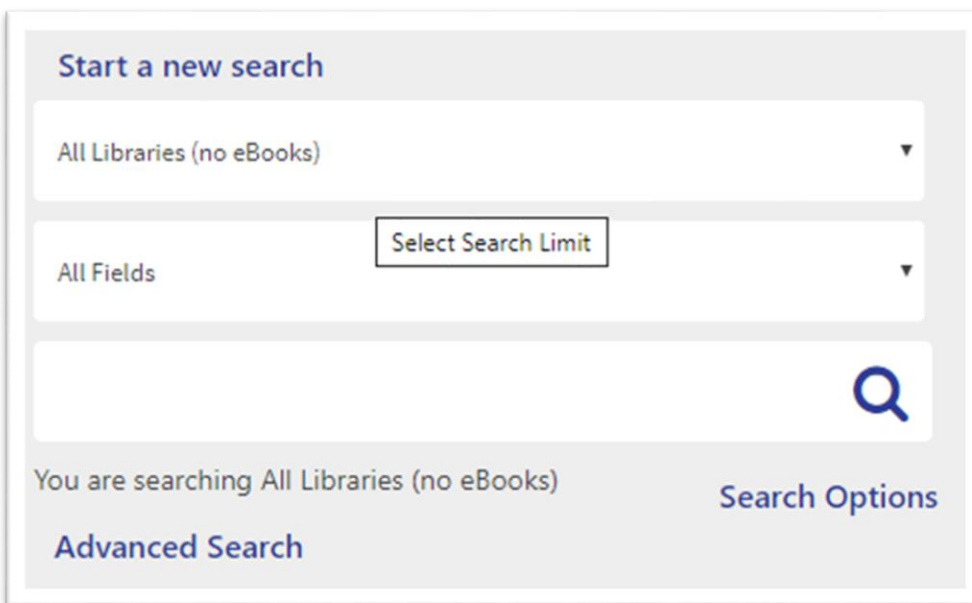 Start a new search
All Libraries (no eBooks)
Select Search Limit
All Fields
You are searching All Libraries (no eBooks)
Search Options
Advanced Search